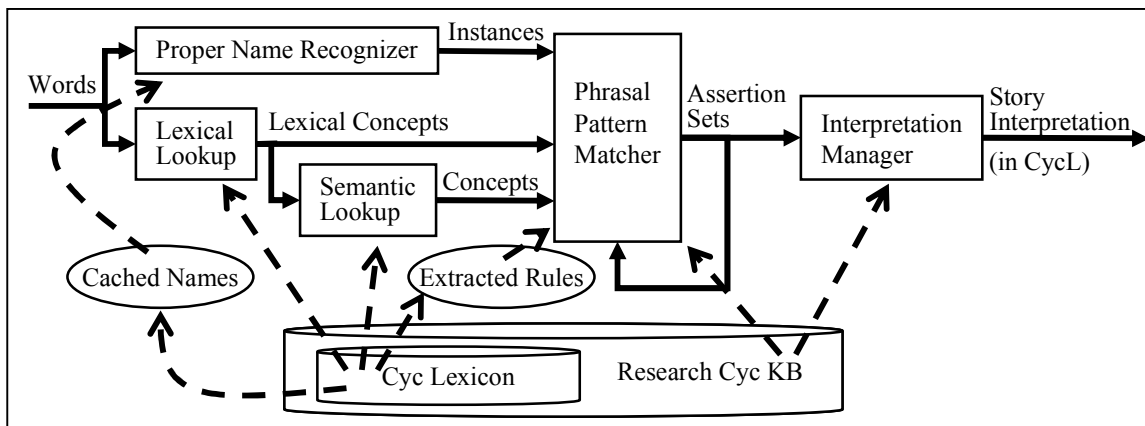 Words
Proper Name Recognizer
Instances
Lexical
Lookup
Lexical Concepts
Semantic
Lookup
Concepts
Phrasal
Pattern
Matcher
Assertion
Sets
Interpretation
Manager
Story
Interpretation
(in CycL)
Cached Names
Extracted Rules
Cyc Lexicon
Research Cyc KB